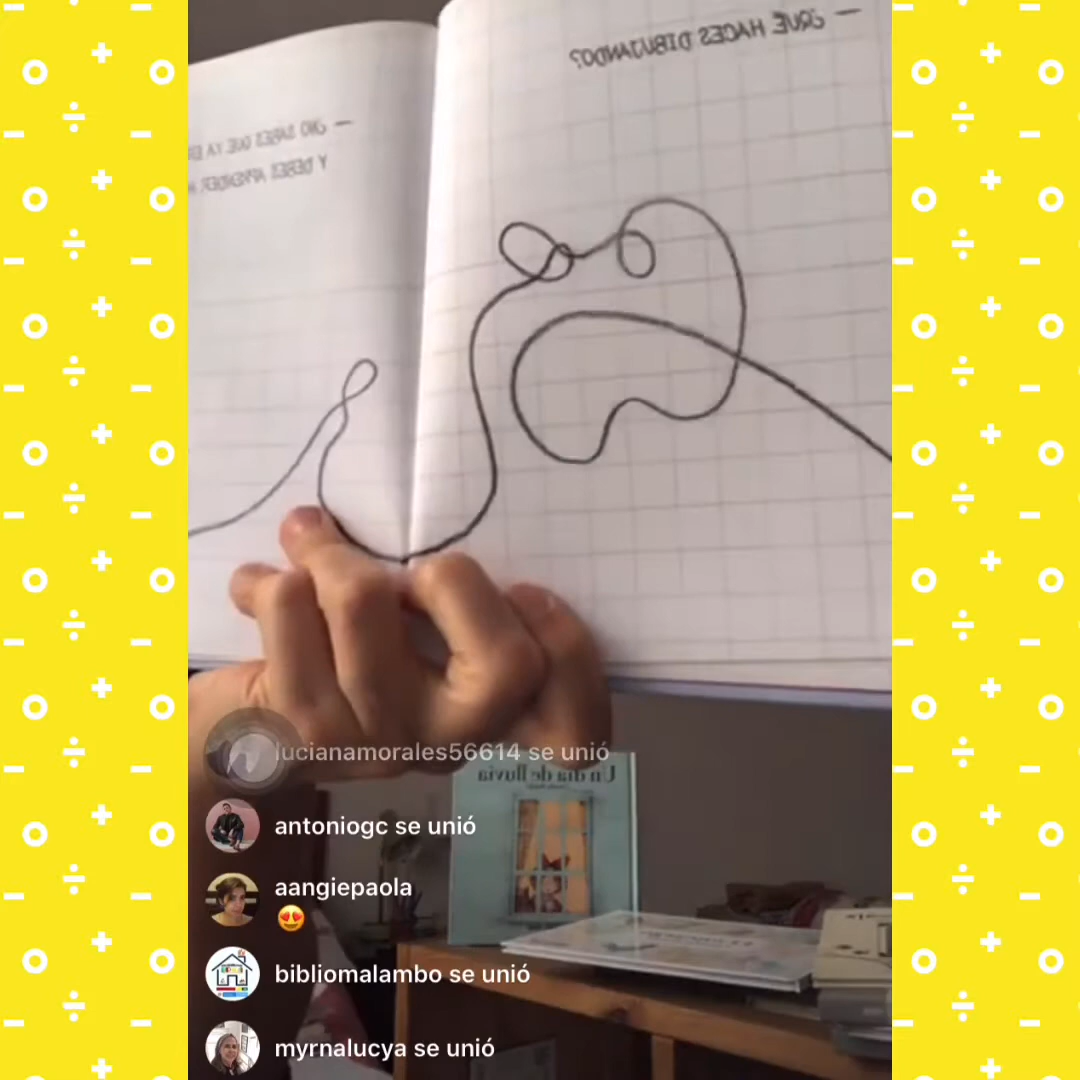 — ¿QUÉ HACES DIBUJANDO?
— ¿NO SABES QUE YA
Y DEBES APRENDER
lucianamorales56614 se unió
Un día de lluvia
antoniogc se unió
aangiepaola
😍
bibliomalambo se unió
myrnalucya se unió